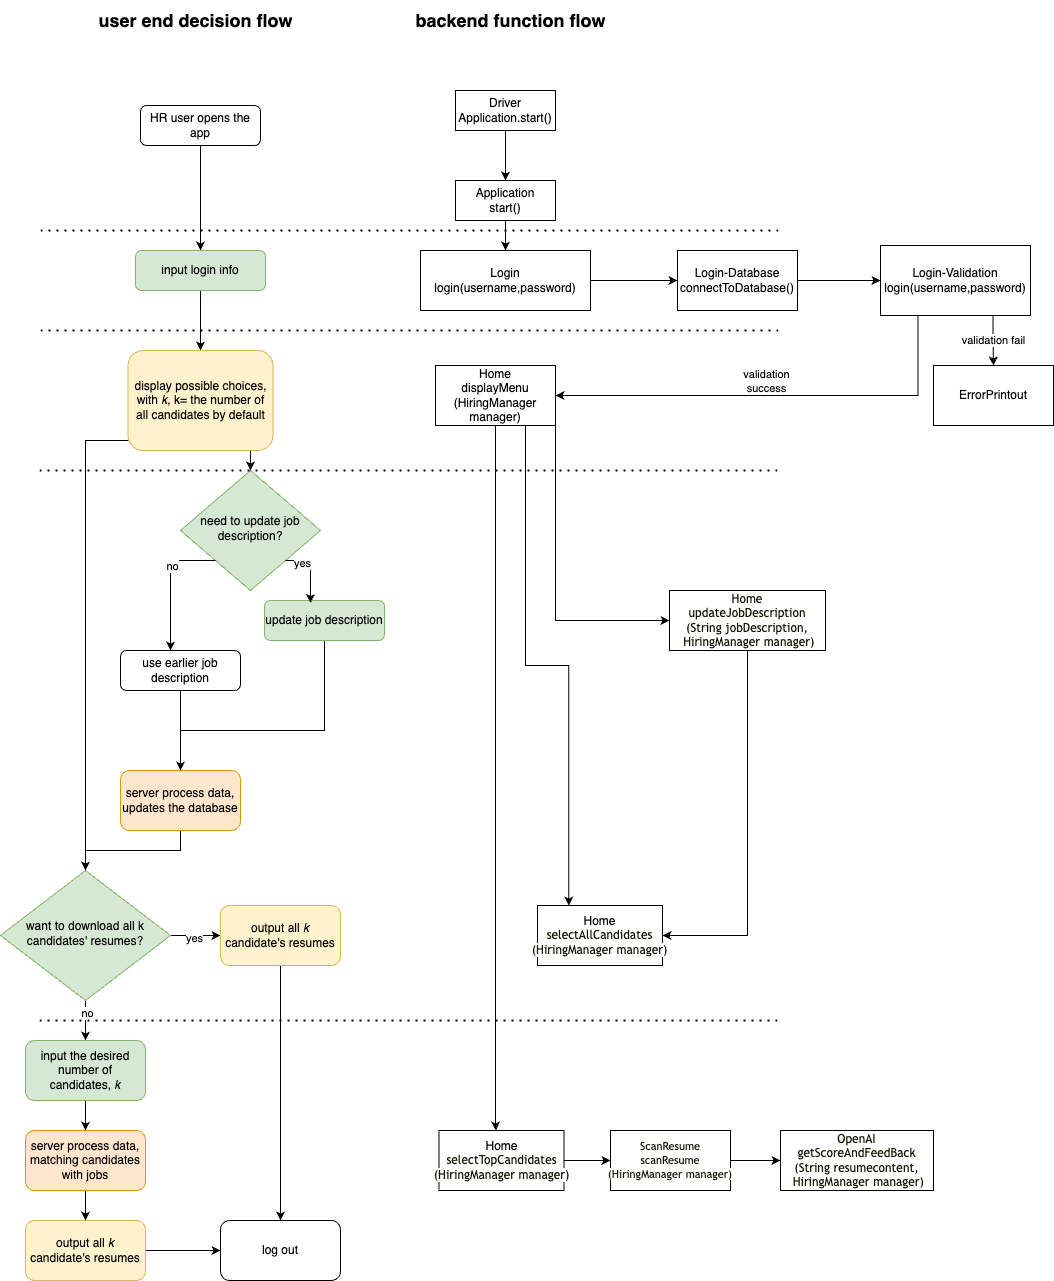 user end decision flow
backend function flow
HR user opens the
app
Driver
Application.start()
Application
start()
input login info
Login
login(username,password)
Login-Database
connectToDatabase()
Login-Validation
login(username,password)
validation fail
ErrorPrintout
validation
success
display possible choices,
with k, k= the number of
all candidates by default
Home
displayMenu
(HiringManager
manager)
need to update job
description?
no
yes
update job description
use earlier job
description
Home
updateJobDescription
(String jobDescription,
HiringManager manager)
server process data,
updates the database
want to download all k
candidates' resumes?
yes
output all k
candidate's resumes
Home
selectAllCandidates
(HiringManager manager)
no
input the desired
number of
candidates, k
server process data,
matching candidates
with jobs
Home
selectTopCandidates
(HiringManager manager)
ScanResume
scanResume
(HiringManager manager)
OpenAI
getScoreAndFeedBack
(String resumecontent,
HiringManager manager)
output all k
candidate's resumes
log out